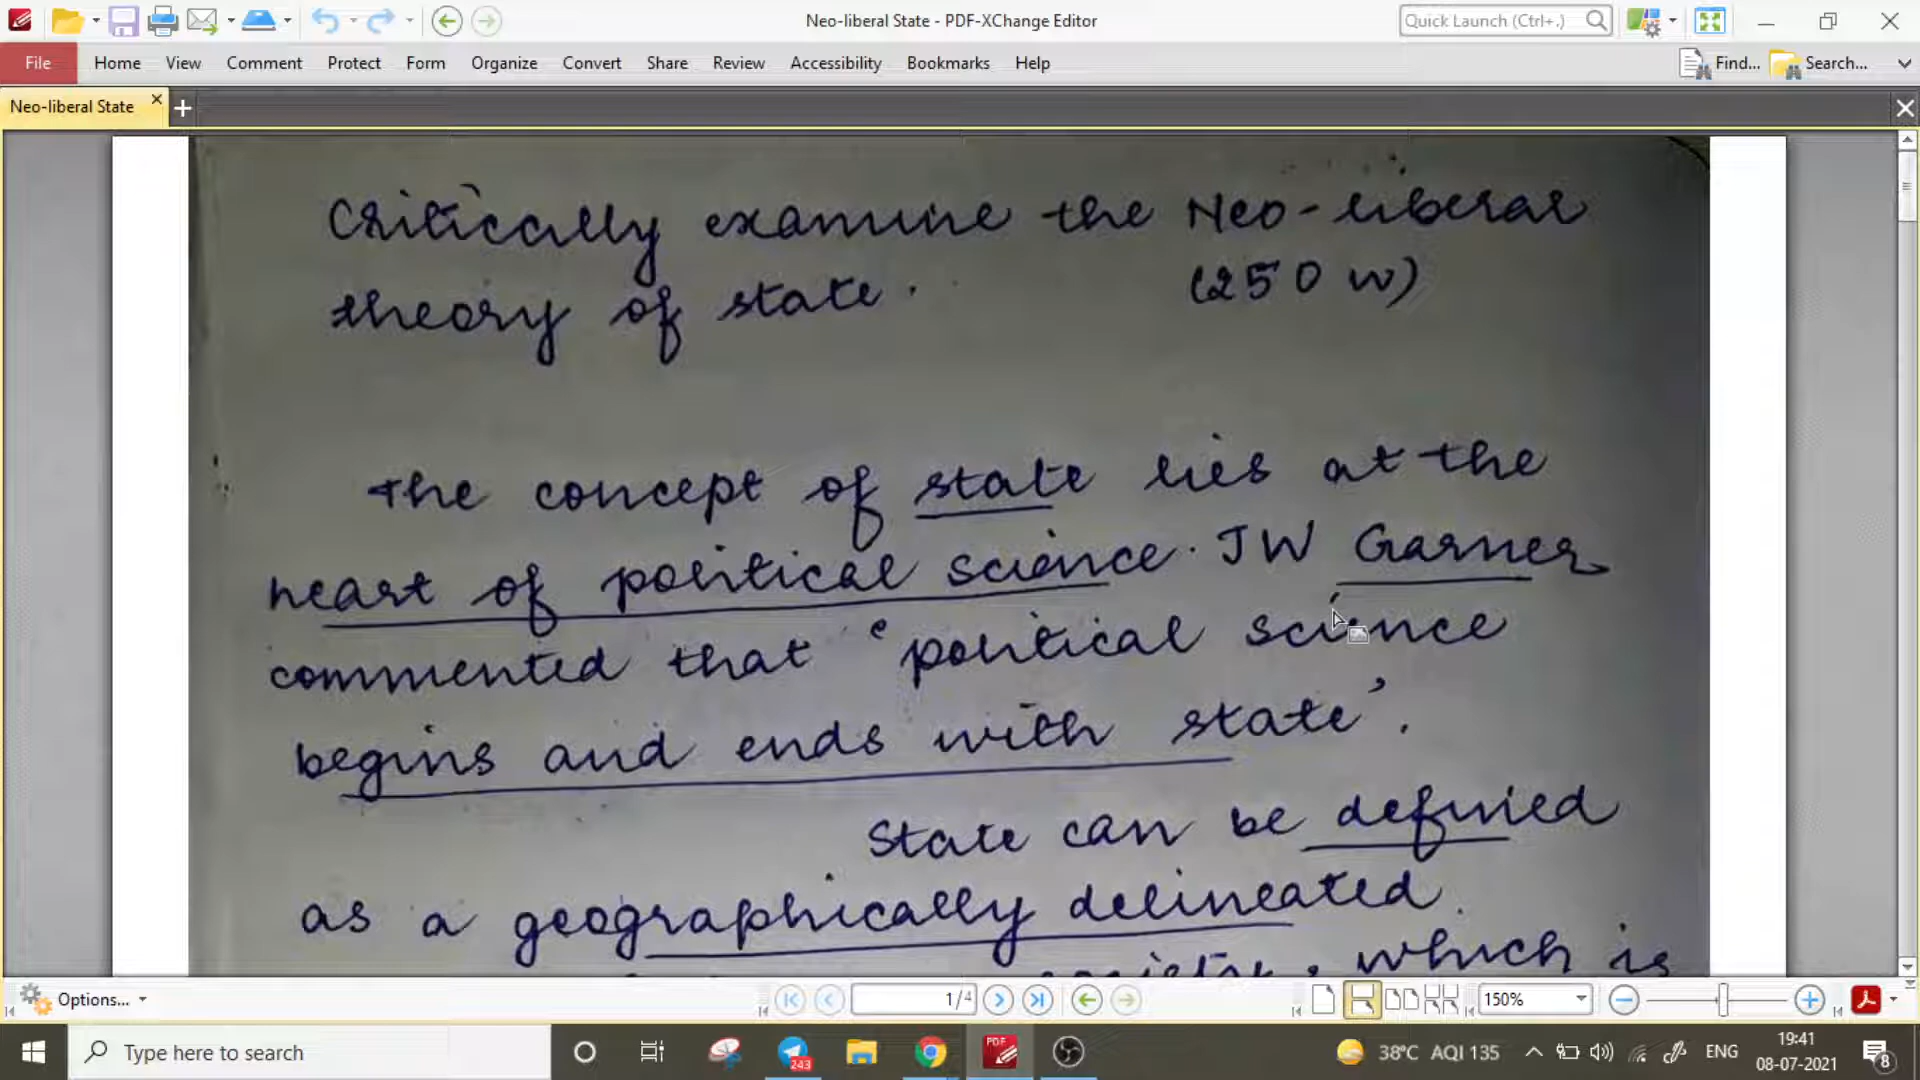 Neo-liberal State - PDF-XChange Editor
Quick Launch (Ctrl+.)
File Home View Comment Protect Form Organize Convert Share Review Accessibility Bookmarks Help
Find... Search...
Neo-liberal State
Critically examine the Neo-liberal
theory of state. (250 w)
The concept of state lies at the
heart of political science. JW Garner
commented that 'political science
begins and ends with state'.
State can be defined
as a geographically delineated
society, which is
Options... 1/4 150%
Type here to search
243
PDF
38°C AQI 135 ENG
19:41
08-07-2021
8